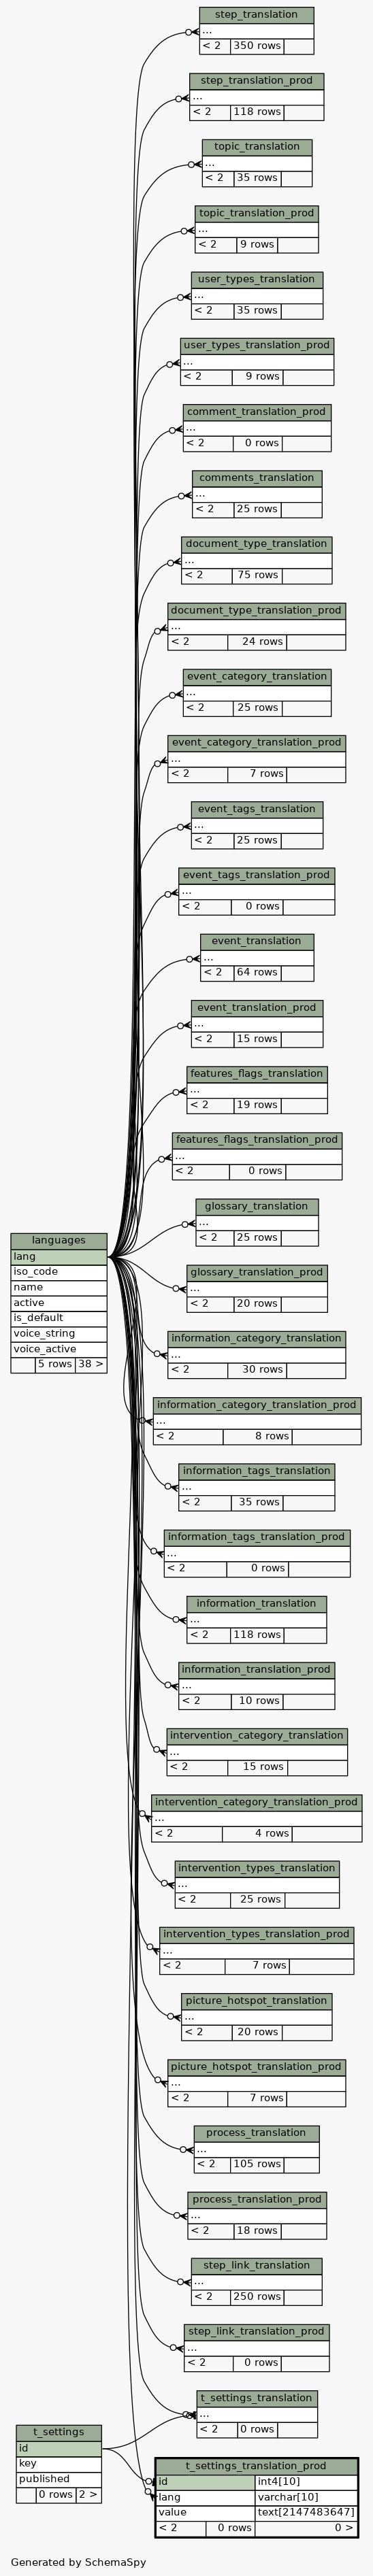 step_translation
...
< 2 350 rows
step_translation_prod
...
< 2 118 rows
topic_translation
...
< 2 35 rows
topic_translation_prod
...
< 2 9 rows
user_types_translation
...
< 2 35 rows
user_types_translation_prod
...
< 2 9 rows
comment_translation_prod
...
< 2 0 rows
comments_translation
...
< 2 25 rows
document_type_translation
...
< 2 75 rows
document_type_translation_prod
...
< 2 24 rows
event_category_translation
...
< 2 25 rows
event_category_translation_prod
...
< 2 7 rows
event_tags_translation
...
< 2 25 rows
event_tags_translation_prod
...
< 2 0 rows
event_translation
...
< 2 64 rows
event_translation_prod
...
< 2 15 rows
features_flags_translation
...
< 2 19 rows
features_flags_translation_prod
...
< 2 0 rows
glossary_translation
...
< 2 25 rows
languages
lang
iso_code
name
active
is_default
voice_string
voice_active
5 rows 38 >
glossary_translation_prod
...
< 2 20 rows
information_category_translation
...
< 2 30 rows
information_category_translation_prod
...
< 2 8 rows
information_tags_translation
...
< 2 35 rows
information_tags_translation_prod
...
< 2 0 rows
information_translation
...
< 2 118 rows
information_translation_prod
...
< 2 10 rows
intervention_category_translation
...
< 2 15 rows
intervention_category_translation_prod
...
< 2 4 rows
intervention_types_translation
...
< 2 25 rows
intervention_types_translation_prod
...
< 2 7 rows
picture_hotspot_translation
...
< 2 20 rows
picture_hotspot_translation_prod
...
< 2 7 rows
process_translation
...
< 2 105 rows
process_translation_prod
...
< 2 18 rows
step_link_translation
...
< 2 250 rows
step_link_translation_prod
...
< 2 0 rows
t_settings_translation
...
< 2 0 rows
t_settings
id
key
published
0 rows 2 >
t_settings_translation_prod
id int4[10]
lang varchar[10]
value text[2147483647]
< 2 0 rows 0 >
Generated by SchemaSpy